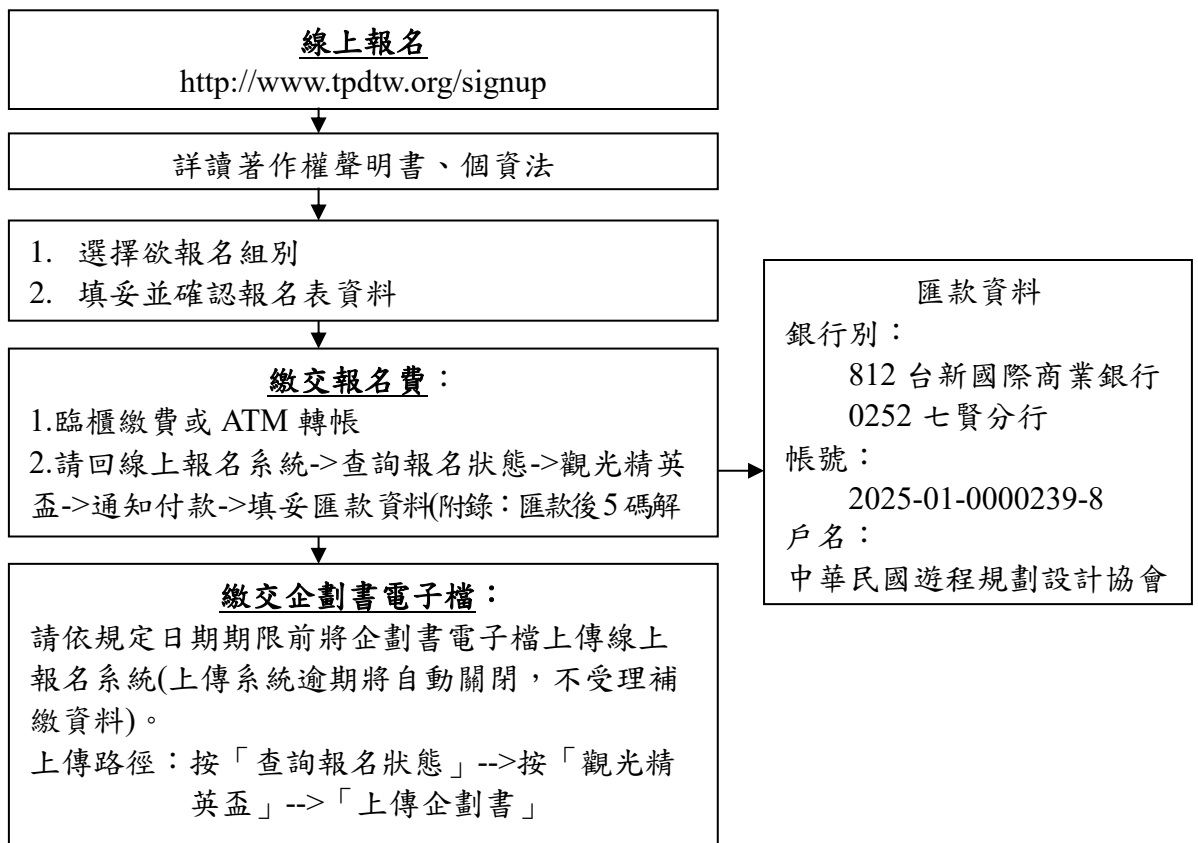 線上報名
http://www.tpdtw.org/signup
詳讀著作權聲明書、個資法
1. 選擇欲報名組別
2. 填妥並確認報名表資料
繳交報名費：
1.臨櫃繳費或 ATM 轉帳
2.請回線上報名系統->查詢報名狀態->觀光精英
盃->通知付款->填妥匯款資料(附錄：匯款後5碼解
匯款資料
銀行別：
812 台新國際商業銀行
0252 七賢分行
帳號：
2025-01-0000239-8
戶名：
中華民國遊程規劃設計協會
繳交企劃書電子檔：
請依規定日期期限前將企劃書電子檔上傳線上
報名系統(上傳系統逾期將自動關閉，不受理補
繳資料)。
上傳路徑：按「查詢報名狀態」-->按「觀光精
英盃」-->「上傳企劃書」